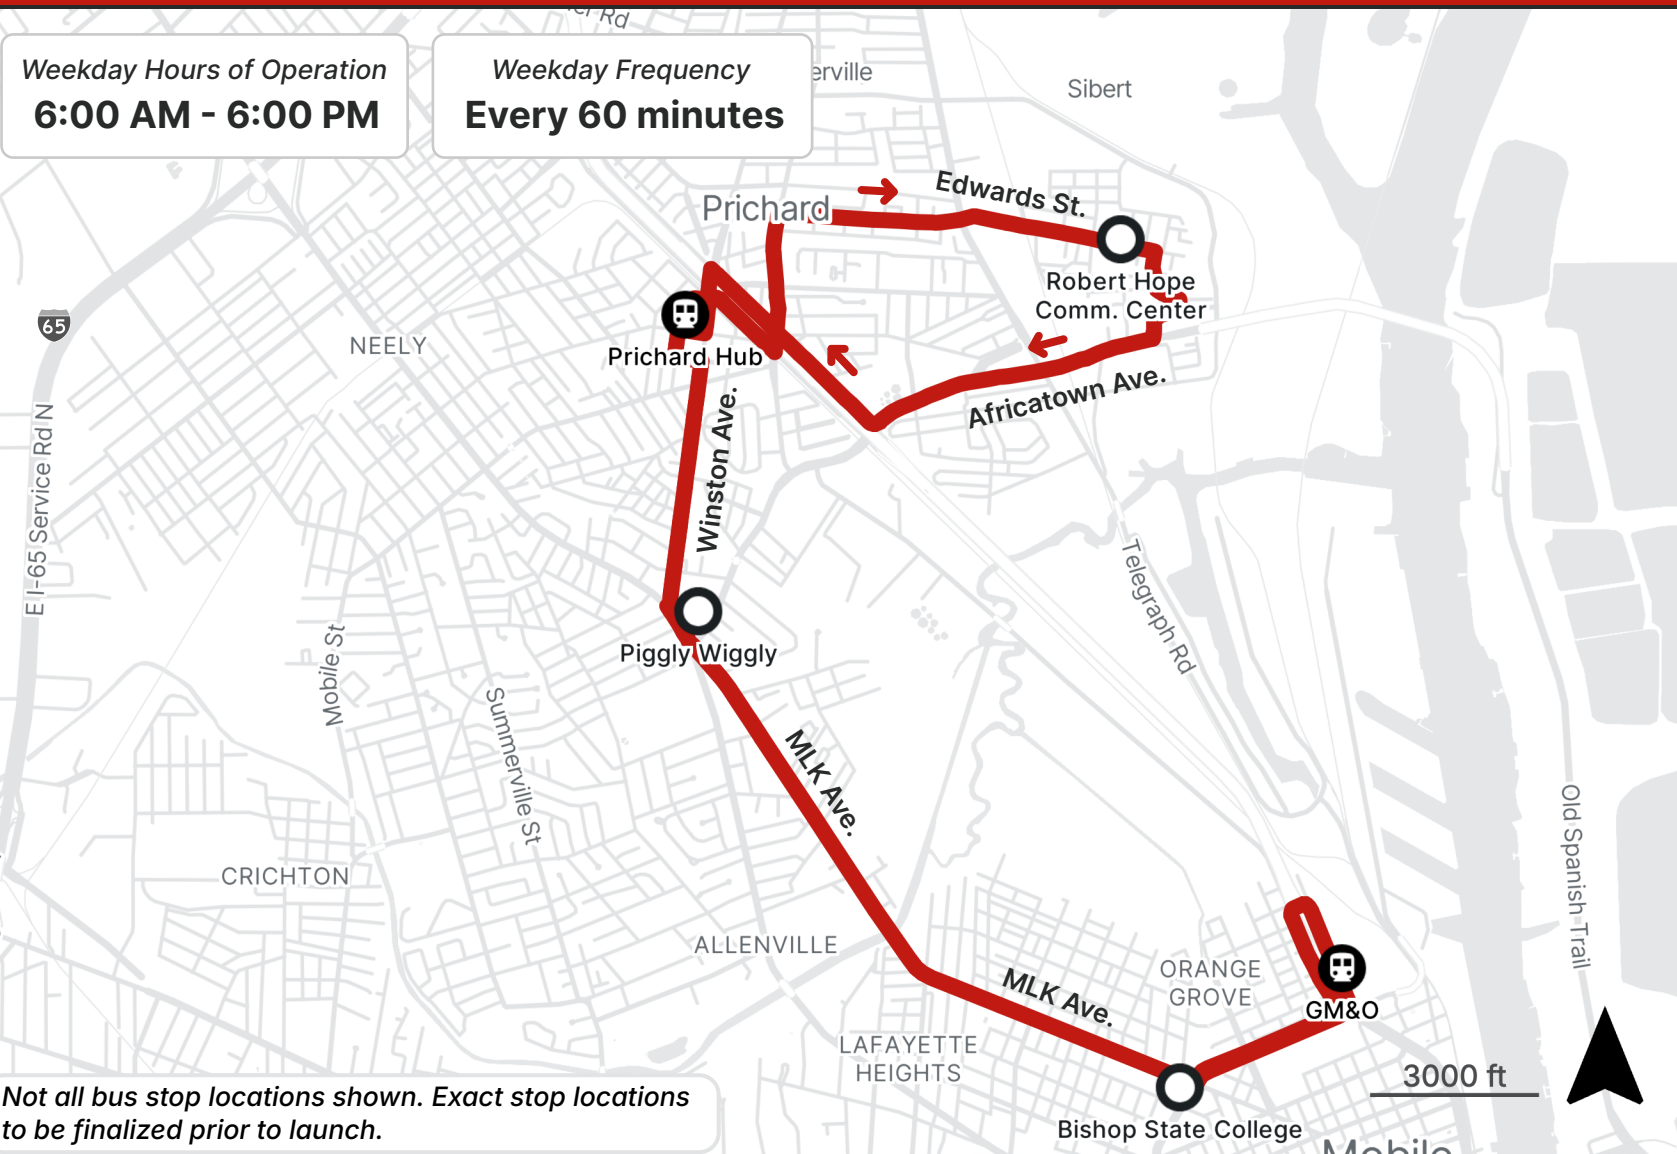 Weekday Hours of Operation
6:00 AM - 6:00 PM
Weekday Frequency
Every 60 minutes
Rd
erville
Sibert
Prichard
Edwards St.
Robert Hope
Comm. Center
65
NEELY
Prichard Hub
Africatown Ave.
Winston Ave.
E I-65 Service Rd N
Telegraph Rd
Piggly Wiggly
Mobile St
Summerville St
MLK Ave.
Old Spanish Trail
CRICHTON
ALLENVILLE
MLK Ave.
ORANGE
GROVE
GM&O
LAFAYETTE
HEIGHTS
3000 ft
Bishop State College
Mobile
Not all bus stop locations shown. Exact stop locations
to be finalized prior to launch.